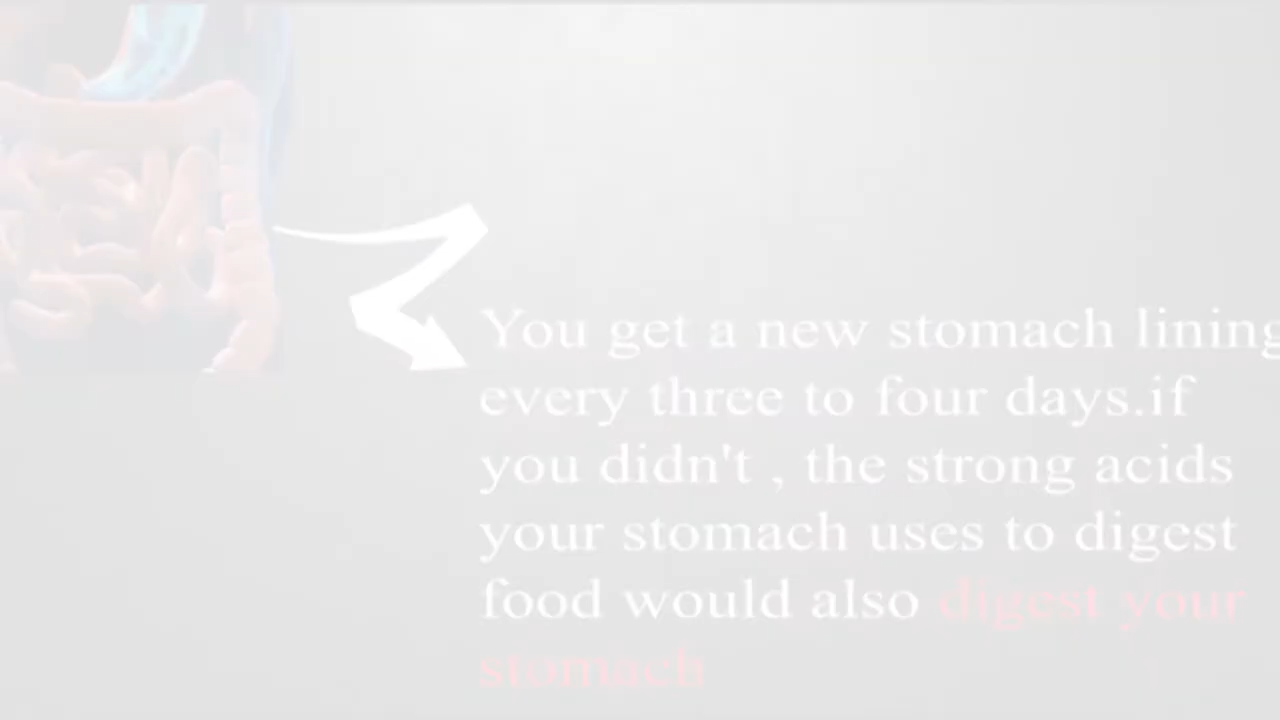 You get a new stomach lining
every three to four days.if
you didn't , the strong acids
your stomach uses to digest
food would also digest your
stomach